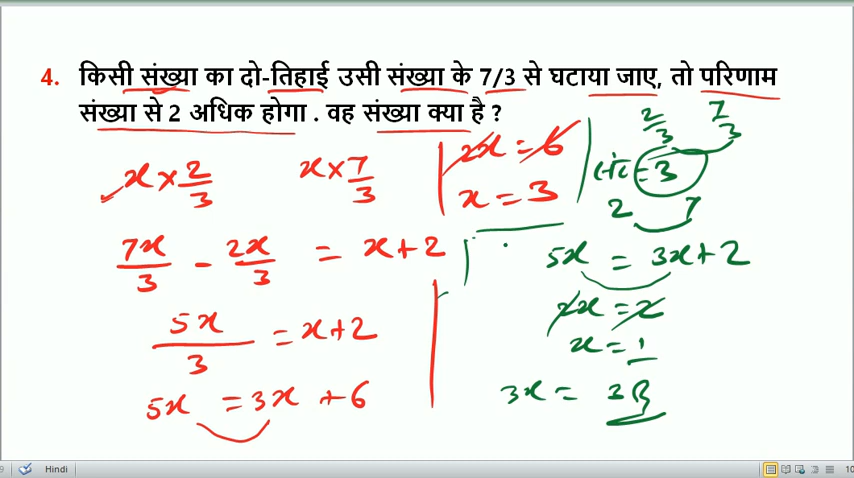 4. किसी संख्या का दो-तिहाई उसी संख्या के 7/3 से घटाया जाए, तो परिणाम
संख्या से 2 अधिक होगा . वह संख्या क्या है ?
x × 2/3
x × 7/3
7x/3 - 2x/3 = x + 2
5x/3 = x + 2
5x = 3x + 6
2x = 6
x = 3
2/3 7/3
= 3
2 7
5x = 3x + 2
2x = 2
x = 1
3x =
Hindi